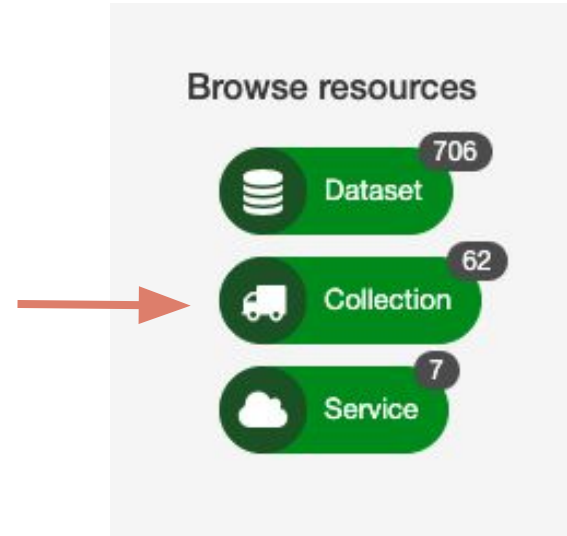 Browse resources
706
Dataset
62
Collection
7
Service